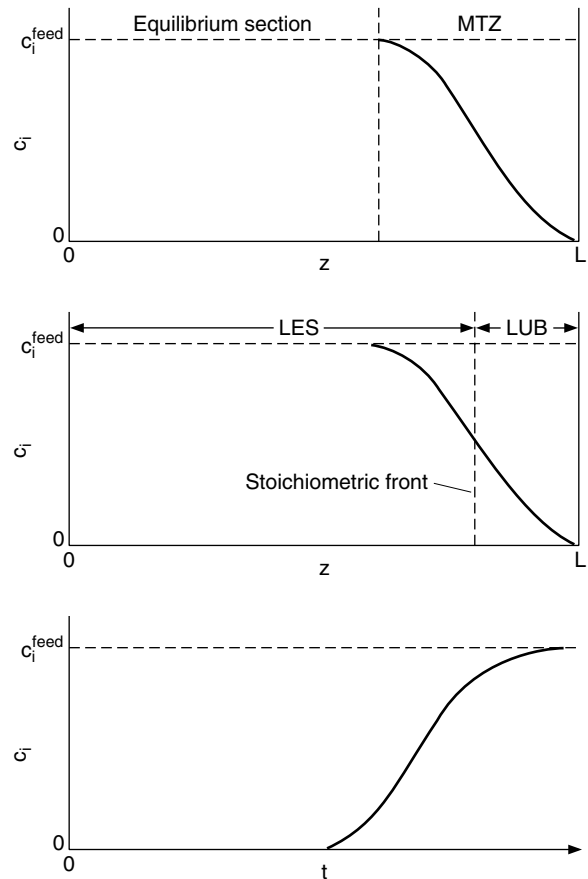 Equilibrium section MTZ
c_i^feed
c_i
0
0 z L
LES LUB
c_i^feed
c_i
Stoichiometric front
0
0 z L
c_i^feed
c_i
0
0 t